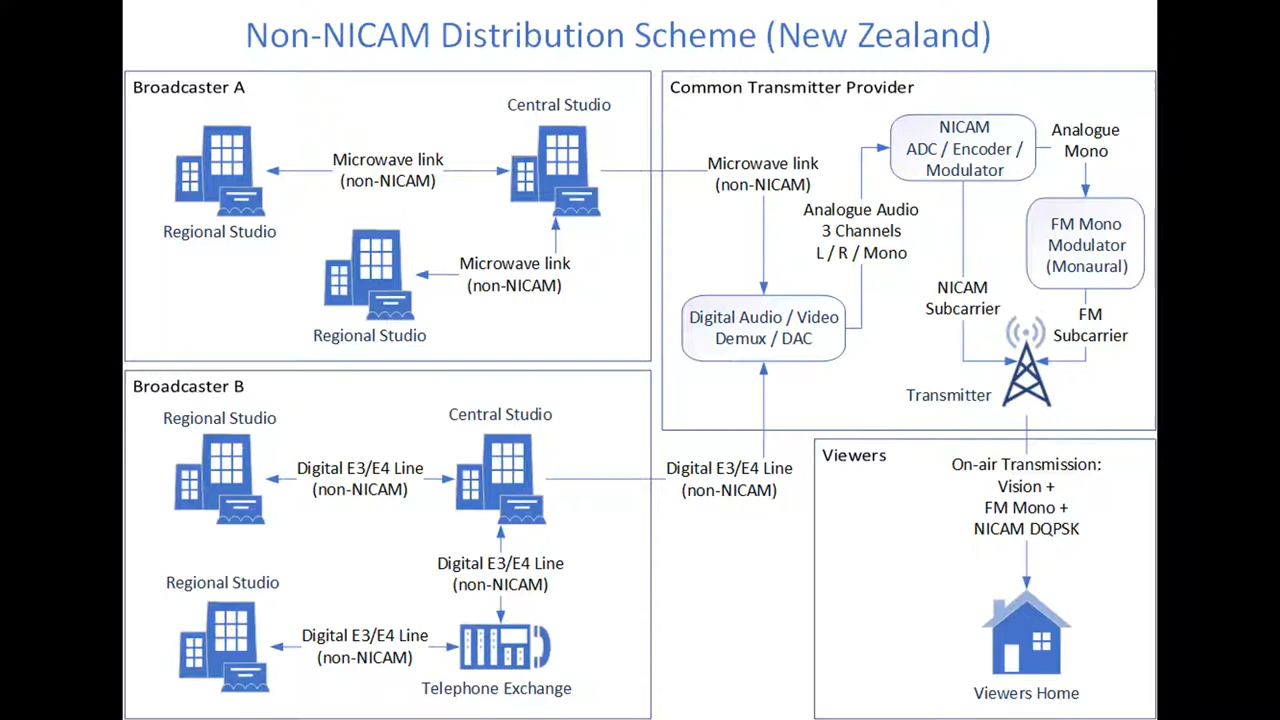 Non-NICAM Distribution Scheme (New Zealand)
Broadcaster A
Central Studio
Microwave link
(non-NICAM)
Regional Studio
Microwave link
(non-NICAM)
Regional Studio
Common Transmitter Provider
Microwave link
(non-NICAM)
NICAM
ADC / Encoder /
Modulator
Analogue
Mono
Analogue Audio
3 Channels
L / R / Mono
FM Mono
Modulator
(Monaural)
NICAM
Subcarrier
FM
Subcarrier
Digital Audio / Video
Demux / DAC
Transmitter
Broadcaster B
Regional Studio
Central Studio
Digital E3/E4 Line
(non-NICAM)
Digital E3/E4 Line
(non-NICAM)
Digital E3/E4 Line
(non-NICAM)
Regional Studio
Digital E3/E4 Line
(non-NICAM)
Telephone Exchange
Viewers
On-air Transmission:
Vision +
FM Mono +
NICAM DQPSK
Viewers Home